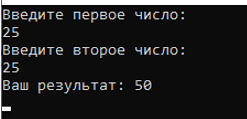 Введите первое число:
25
Введите второе число:
25
Ваш результат: 50